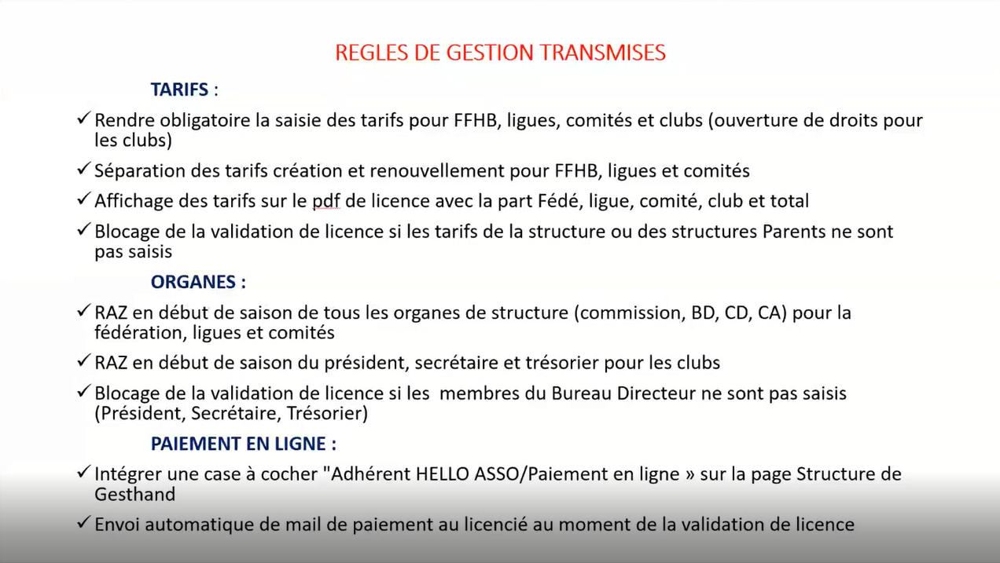 REGLES DE GESTION TRANSMISES
TARIFS :
✓ Rendre obligatoire la saisie des tarifs pour FFHB, ligues, comités et clubs (ouverture de droits pour
les clubs)
✓ Séparation des tarifs création et renouvellement pour FFHB, ligues et comités
✓ Affichage des tarifs sur le pdf de licence avec la part Fédé, ligue, comité, club et total
✓ Blocage de la validation de licence si les tarifs de la structure ou des structures Parents ne sont
pas saisis
ORGANES :
✓ RAZ en début de saison de tous les organes de structure (commission, BD, CD, CA) pour la
fédération, ligues et comités
✓ RAZ en début de saison du président, secrétaire et trésorier pour les clubs
✓ Blocage de la validation de licence si les  membres du Bureau Directeur ne sont pas saisis
(Président, Secrétaire, Trésorier)
PAIEMENT EN LIGNE :
✓ Intégrer une case à cocher "Adhérent HELLO ASSO/Paiement en ligne » sur la page Structure de
Gesthand
✓ Envoi automatique de mail de paiement au licencié au moment de la validation de licence